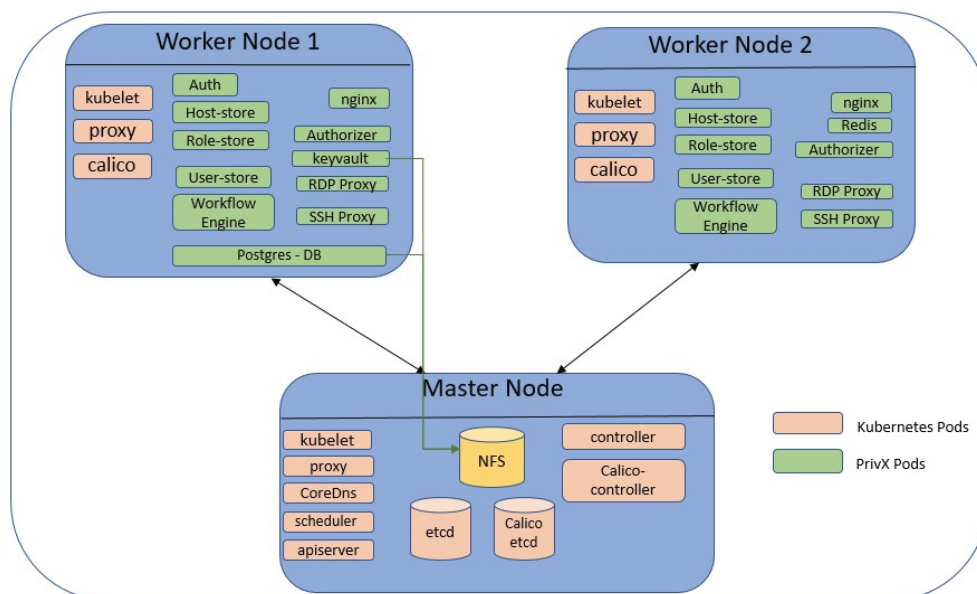 Worker Node 1
kubelet
proxy
calico
Auth
Host-store
Role-store
User-store
Workflow
Engine
nginx
Authorizer
keyvault
RDP Proxy
SSH Proxy
Postgres - DB
Worker Node 2
kubelet
proxy
calico
Auth
Host-store
Role-store
User-store
Workflow
Engine
nginx
Redis
Authorizer
RDP Proxy
SSH Proxy
Master Node
kubelet
proxy
CoreDns
scheduler
apiserver
NFS
etcd
Calico
etcd
controller
Calico-
controller
Kubernetes Pods
PrivX Pods